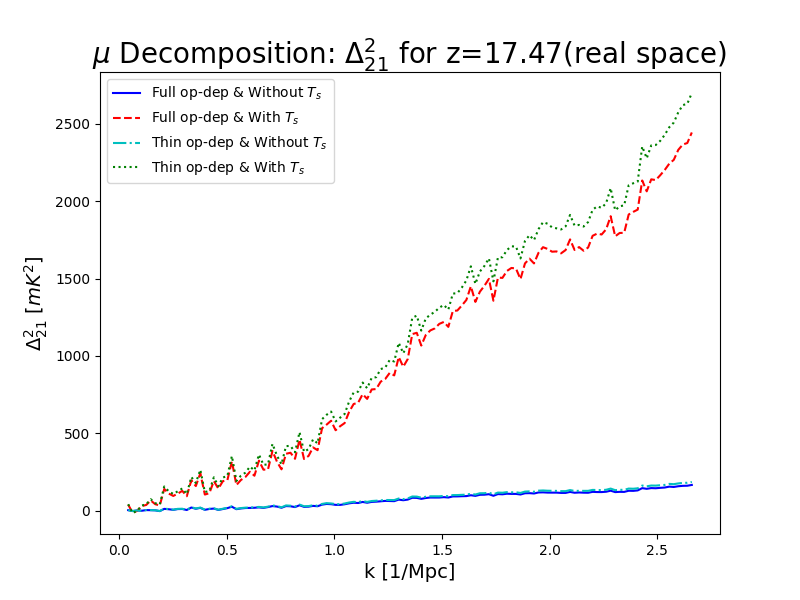 μ Decomposition: Δ²₂₁ for z=17.47(real space)
Full op-dep & Without Tₛ
Full op-dep & With Tₛ
Thin op-dep & Without Tₛ
Thin op-dep & With Tₛ
2500
2000
1500
1000
500
0
Δ²₂₁ [mK²]
0.0 0.5 1.0 1.5 2.0 2.5
k [1/Mpc]